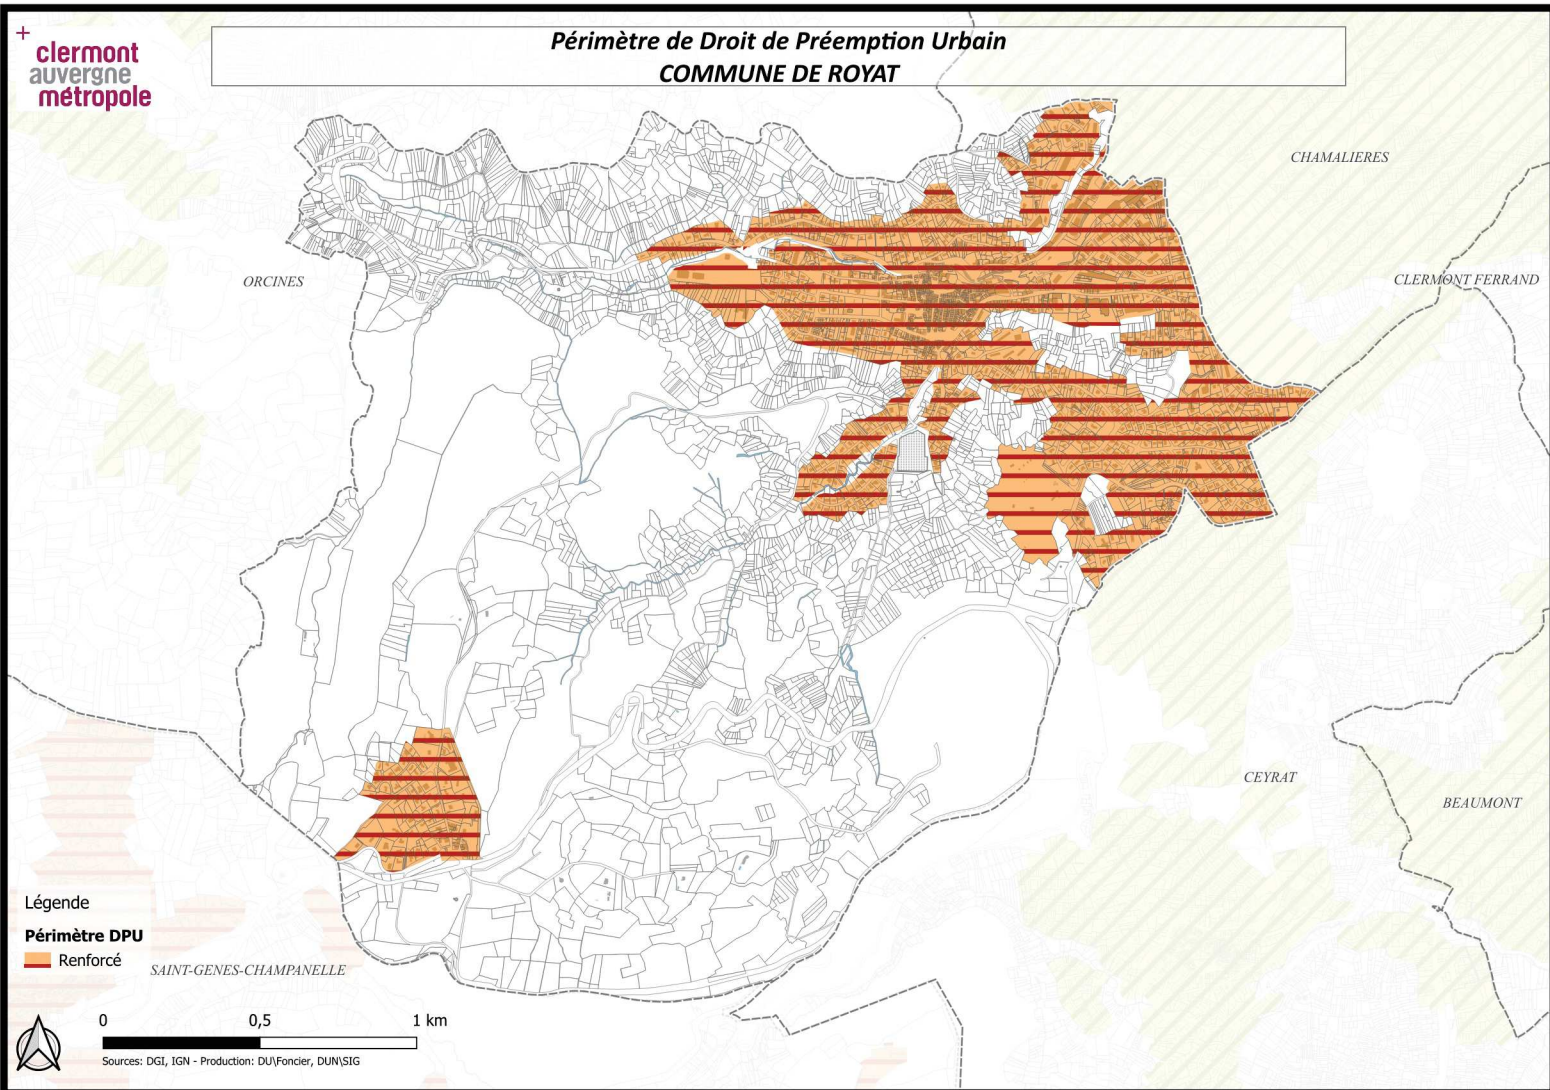 +
clermont
auvergne
métropole
Périmètre de Droit de Préemption Urbain
COMMUNE DE ROYAT
CHAMALIERES
ORCINES
CLERMONT FERRAND
CEYRAT
BEAUMONT
Légende
Périmètre DPU
Renforcé
SAINT-GENES-CHAMPANELLE
0 0,5 1 km
Sources: DGI, IGN - Production: DU\Foncier, DUN\SIG